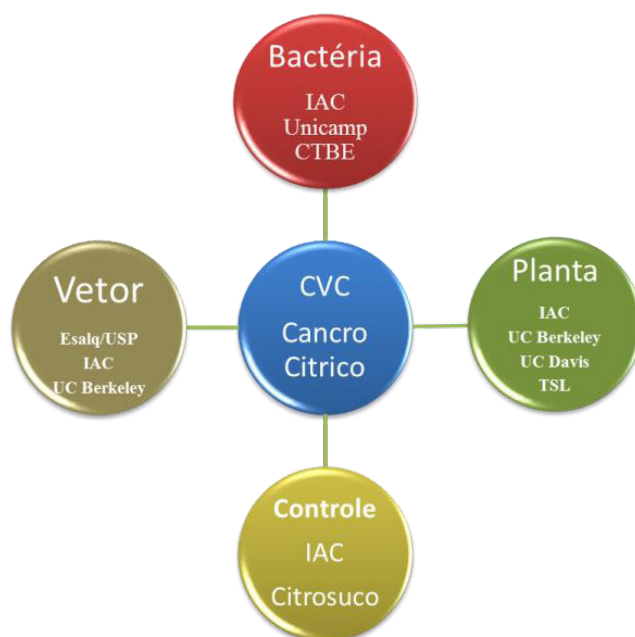 Bactéria
IAC
Unicamp
CTBE
Vetor
Esalq/USP
IAC
UC Berkeley
CVC
Cancro
Citrico
Planta
IAC
UC Berkeley
UC Davis
TSL
Controle
IAC
Citrosuco